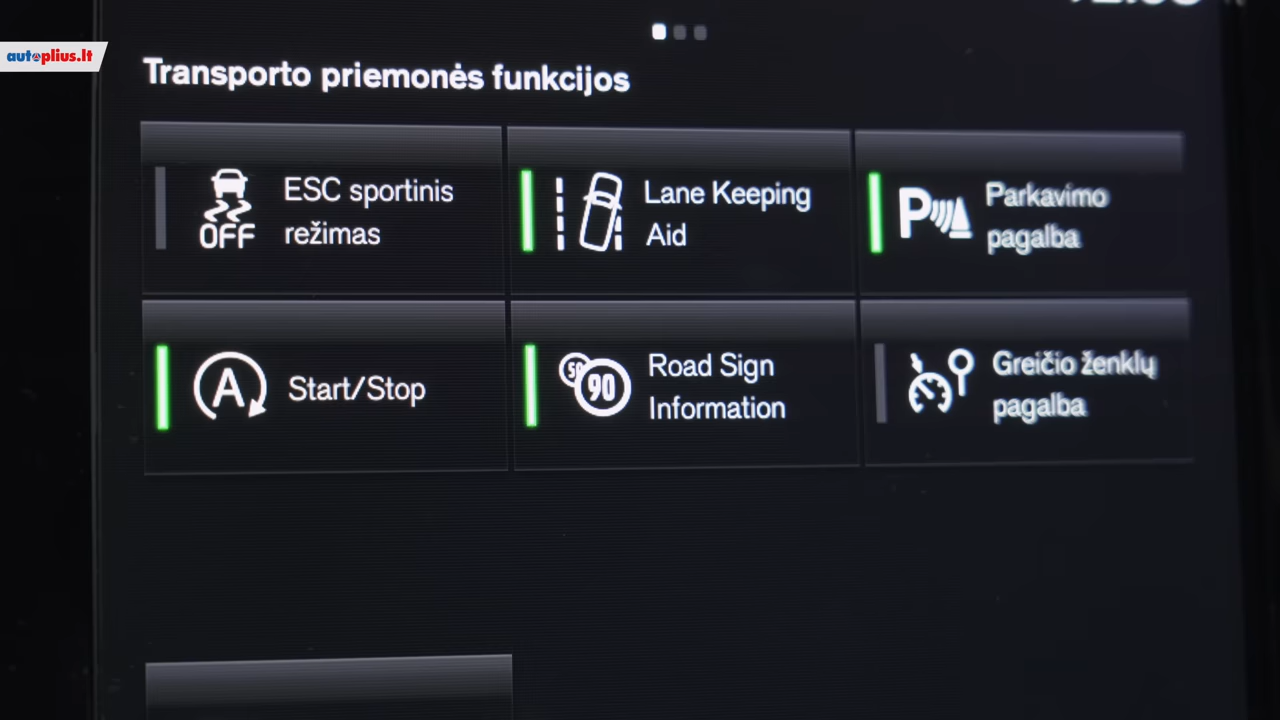 autoplius.lt
Transporto priemonės funkcijos
ESC sportinis
režimas
OFF
Lane Keeping
Aid
P
Parkavimo
pagalba
A
Start/Stop
50
90
Road Sign
Information
Greičio ženklų
pagalba